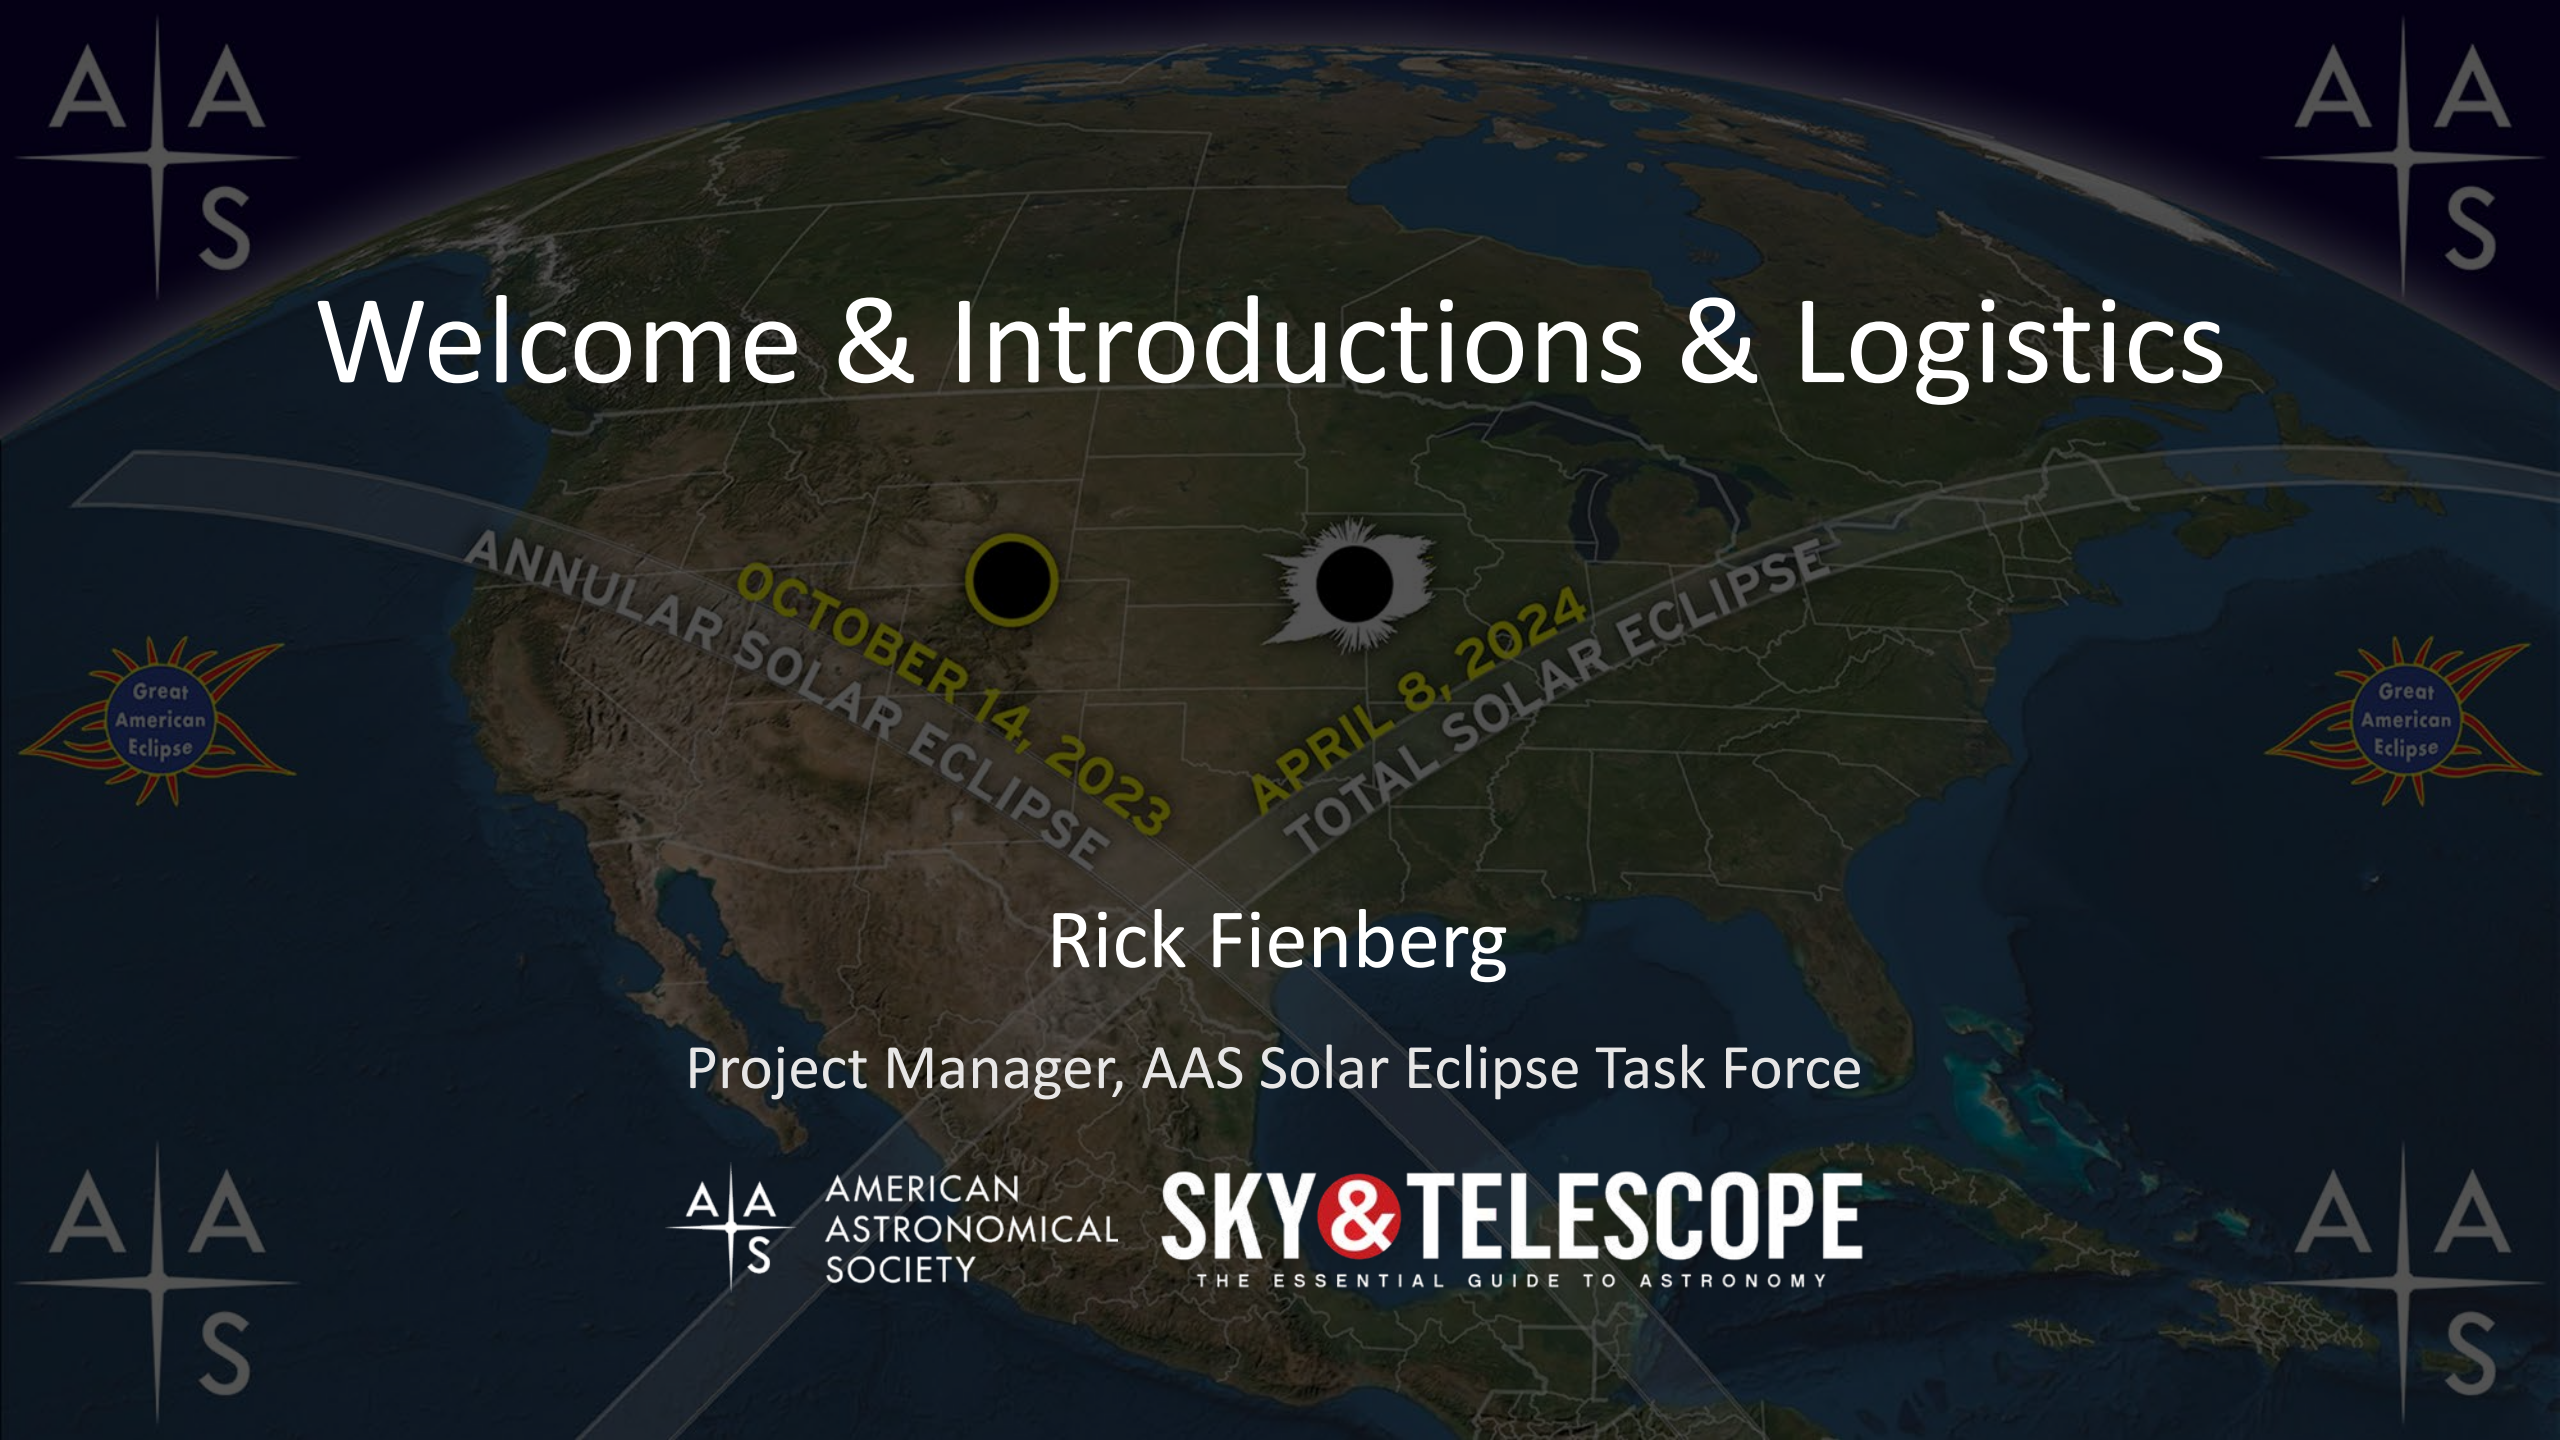 A A
S
A A
S
Welcome & Introductions & Logistics
ANNULAR SOLAR ECLIPSE
OCTOBER 14, 2023
APRIL 8, 2024
TOTAL SOLAR ECLIPSE
Great
American
Eclipse
Great
American
Eclipse
Rick Fienberg
Project Manager, AAS Solar Eclipse Task Force
A A
S
AMERICAN
ASTRONOMICAL
SOCIETY
SKY&TELESCOPE
THE ESSENTIAL GUIDE TO ASTRONOMY
A A
S
A A
S